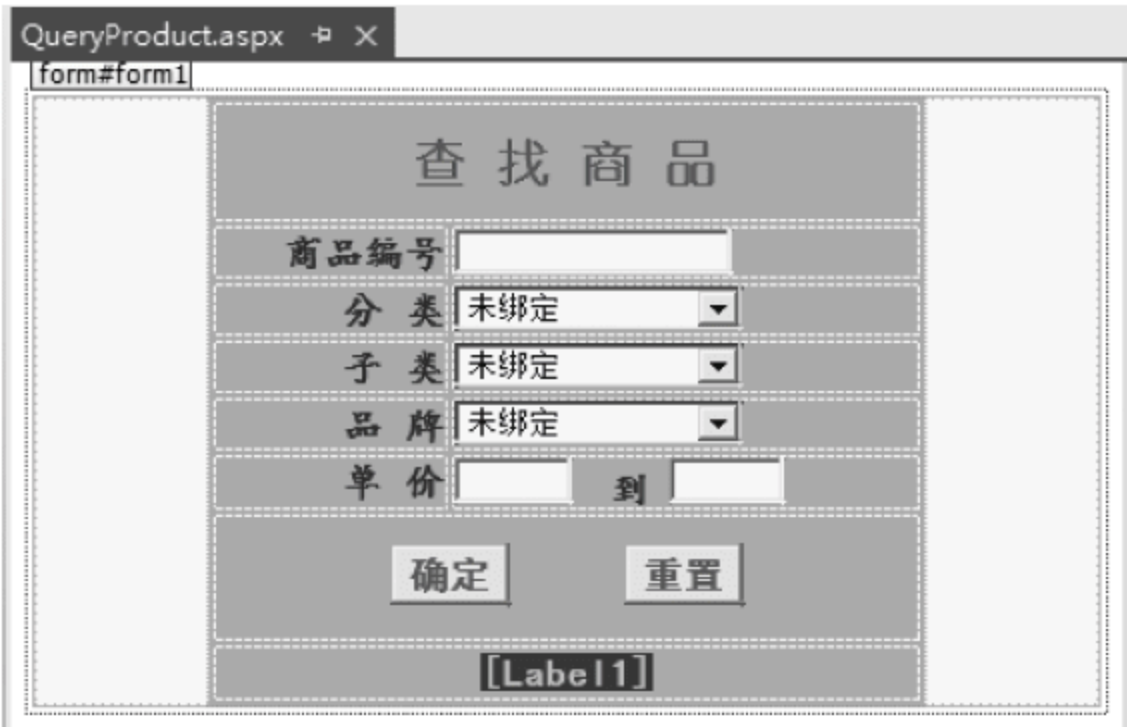 QueryProduct.aspx
form#form1
查找商品
商品编号
分 类 未绑定
子 类 未绑定
品 牌 未绑定
单 价 到
确定 重置
[Label1]